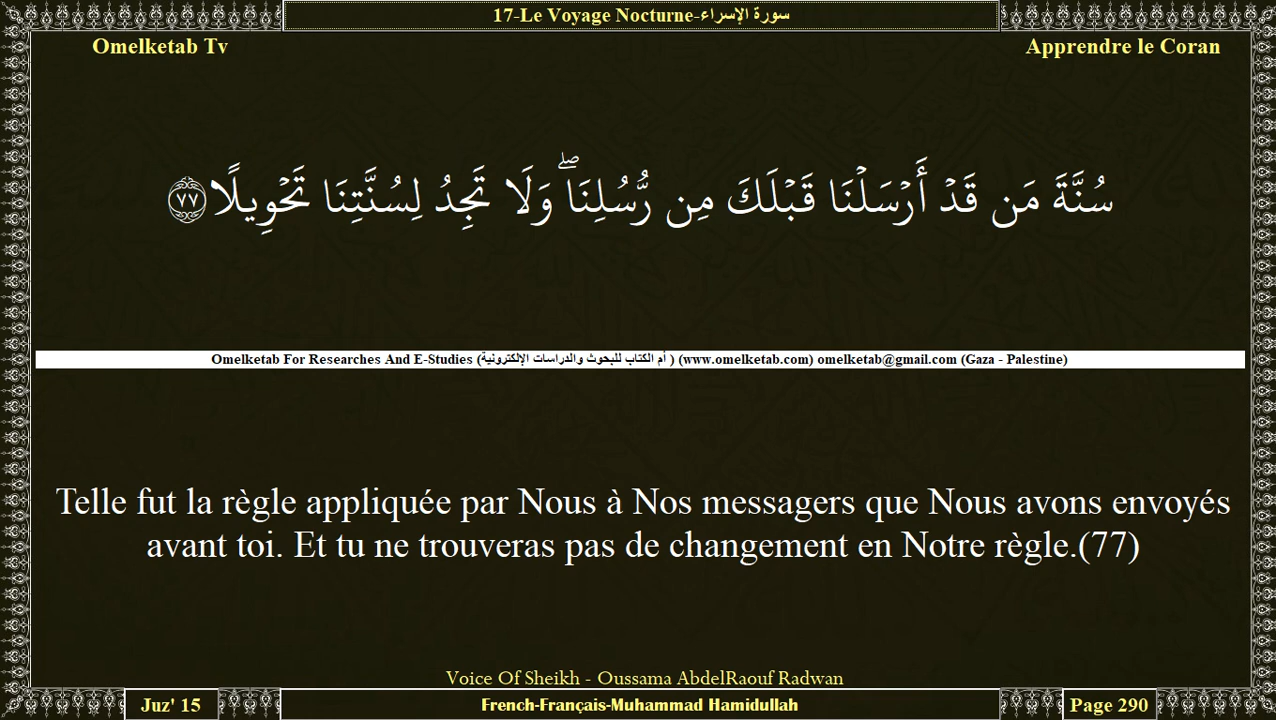 17-Le Voyage Nocturne-سورة الإسراء
Omelketab Tv
Apprendre le Coran
سُنَّةَ مَن قَدْ أَرْسَلْنَا قَبْلَكَ مِن رُّسُلِنَا ۖ وَلَا تَجِدُ لِسُنَّتِنَا تَحْوِيلًا ﴿٧٧﴾
Omelketab For Researches And E-Studies (أم الكتاب للبحوث والدراسات الإلكترونية ) (www.omelketab.com) omelketab@gmail.com (Gaza - Palestine)
Telle fut la règle appliquée par Nous à Nos messagers que Nous avons envoyés
avant toi. Et tu ne trouveras pas de changement en Notre règle.(77)
Voice Of Sheikh - Oussama AbdelRaouf Radwan
Juz' 15
French-Français-Muhammad Hamidullah
Page 290